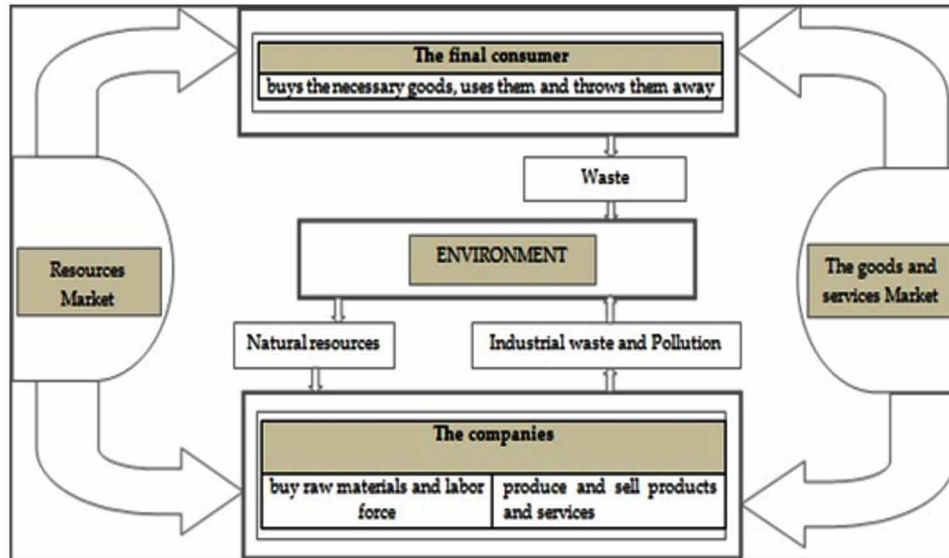 The final consumer
buys the necessary goods, uses them and throws them away
Waste
ENVIRONMENT
Resources
Market
The goods and
services Market
Natural resources
Industrial waste and Pollution
The companies
buy raw materials and labor
force
produce and sell products
and services